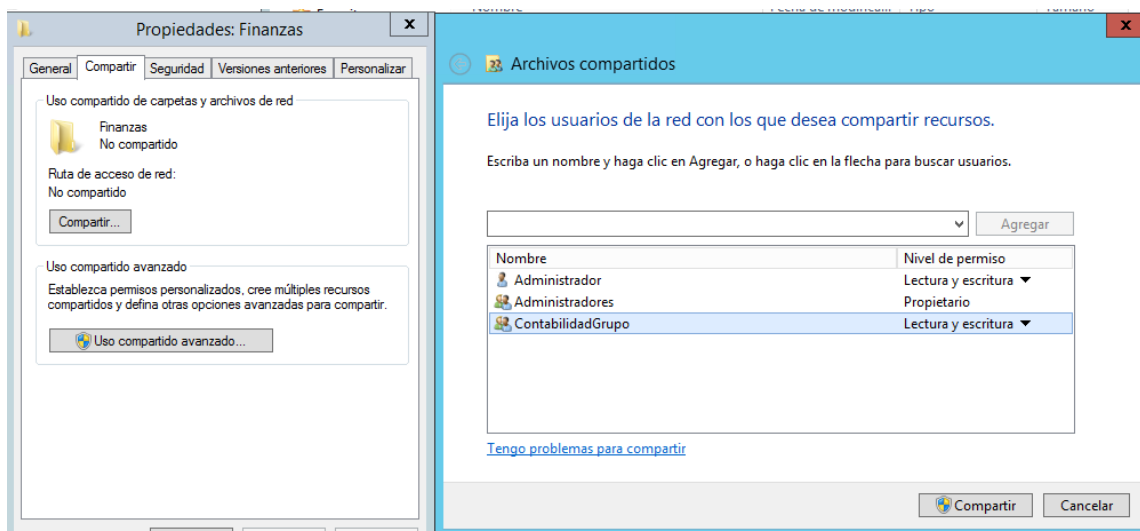 Propiedades: Finanzas
x
General Compartir Seguridad Versiones anteriores Personalizar
Uso compartido de carpetas y archivos de red
Finanzas
No compartido
Ruta de acceso de red:
No compartido
Compartir...
Uso compartido avanzado
Establezca permisos personalizados, cree múltiples recursos
compartidos y defina otras opciones avanzadas para compartir.
Uso compartido avanzado...
x
Archivos compartidos
Elija los usuarios de la red con los que desea compartir recursos.
Escriba un nombre y haga clic en Agregar, o haga clic en la flecha para buscar usuarios.
Agregar
Nombre Nivel de permiso
Administrador Lectura y escritura
Administradores Propietario
ContabilidadGrupo Lectura y escritura
Tengo problemas para compartir
Compartir Cancelar